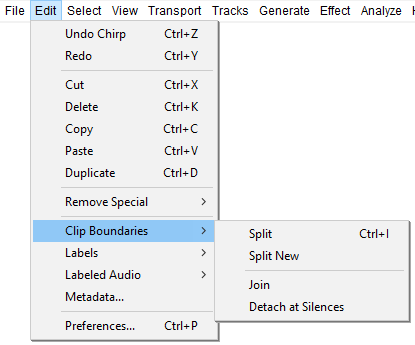 File Edit Select View Transport Tracks Generate Effect Analyze
Undo Chirp Ctrl+Z
Redo Ctrl+Y
Cut Ctrl+X
Delete Ctrl+K
Copy Ctrl+C
Paste Ctrl+V
Duplicate Ctrl+D
Remove Special >
Clip Boundaries >
Split Ctrl+I
Labels >
Split New
Labeled Audio >
Join
Metadata...
Detach at Silences
Preferences... Ctrl+P